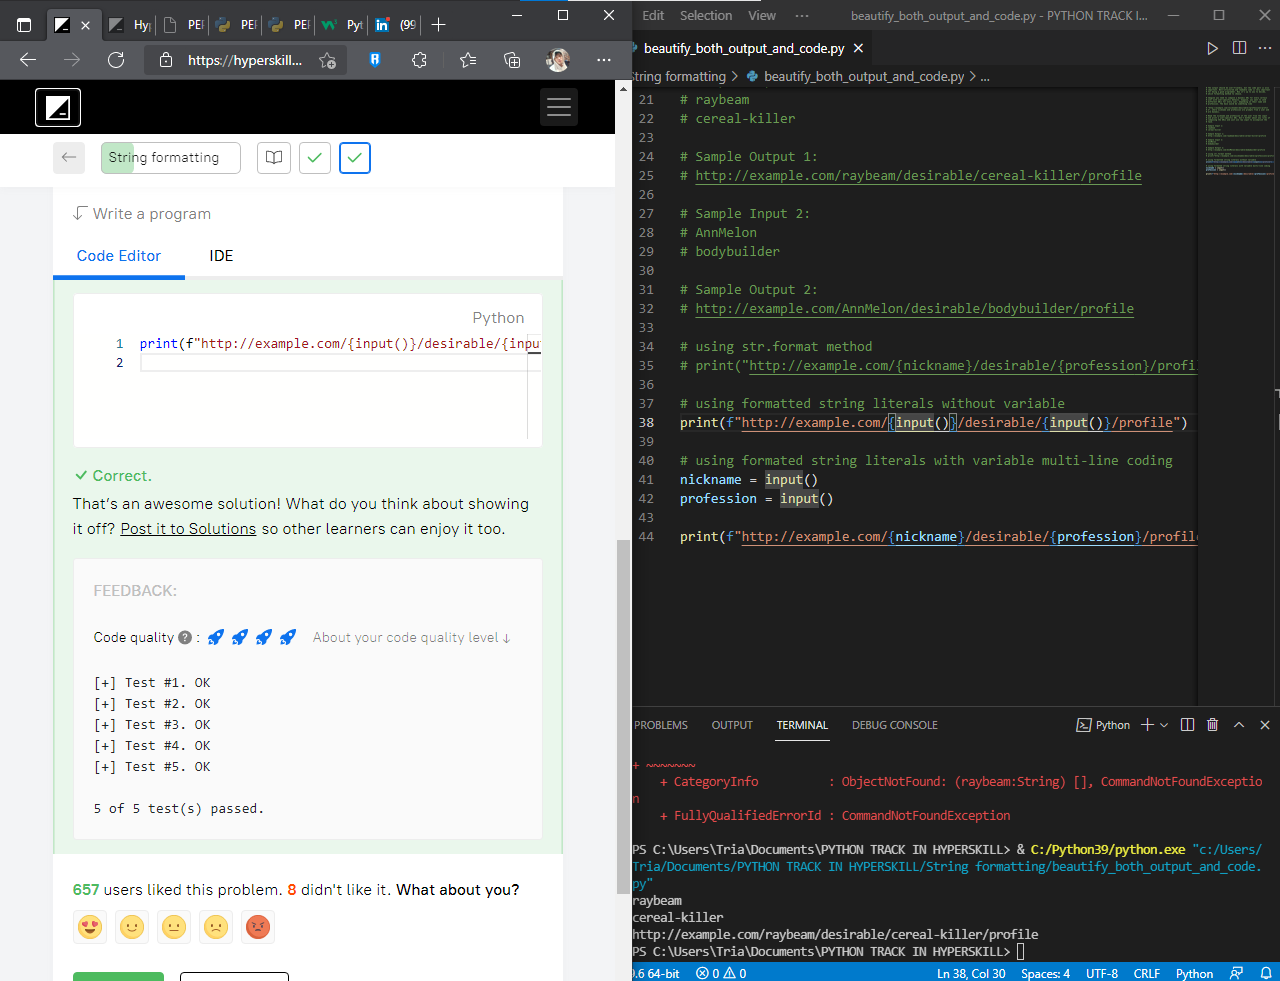 Hyp
PEP
PEP
PEP
Pyt
(99
https://hyperskill...
String formatting
Write a program
Code Editor
IDE
Python
1 print(f"http://example.com/{input()}/desirable/{inpu
2
Correct.
That's an awesome solution! What do you think about showing
it off? Post it to Solutions so other learners can enjoy it too.
FEEDBACK:
Code quality ? : About your code quality level ↓
[+] Test #1. OK
[+] Test #2. OK
[+] Test #3. OK
[+] Test #4. OK
[+] Test #5. OK
5 of 5 test(s) passed.
657 users liked this problem. 8 didn't like it. What about you?
Edit Selection View ··· beautify_both_output_and_code.py - PYTHON TRACK I...
beautify_both_output_and_code.py
String formatting > beautify_both_output_and_code.py > ...
21 # raybeam
22 # cereal-killer
23
24 # Sample Output 1:
25 # http://example.com/raybeam/desirable/cereal-killer/profile
26
27 # Sample Input 2:
28 # AnnMelon
29 # bodybuilder
30
31 # Sample Output 2:
32 # http://example.com/AnnMelon/desirable/bodybuilder/profile
33
34 # using str.format method
35 # print("http://example.com/{nickname}/desirable/{profession}/profi
36
37 # using formatted string literals without variable
38 print(f"http://example.com/{input()}/desirable/{input()}/profile")
39
40 # using formated string literals with variable multi-line coding
41 nickname = input()
42 profession = input()
43
44 print(f"http://example.com/{nickname}/desirable/{profession}/profil
PROBLEMS OUTPUT TERMINAL DEBUG CONSOLE Python
+ ~~~~~~~
+ CategoryInfo : ObjectNotFound: (raybeam:String) [], CommandNotFoundExceptio
n
+ FullyQualifiedErrorId : CommandNotFoundException
PS C:\Users\Tria\Documents\PYTHON TRACK IN HYPERSKILL> & C:/Python39/python.exe "c:/Users/
Tria/Documents/PYTHON TRACK IN HYPERSKILL/String formatting/beautify_both_output_and_code.
py"
raybeam
cereal-killer
http://example.com/raybeam/desirable/cereal-killer/profile
PS C:\Users\Tria\Documents\PYTHON TRACK IN HYPERSKILL>
9.6 64-bit 0 0 Ln 38, Col 30 Spaces: 4 UTF-8 CRLF Python